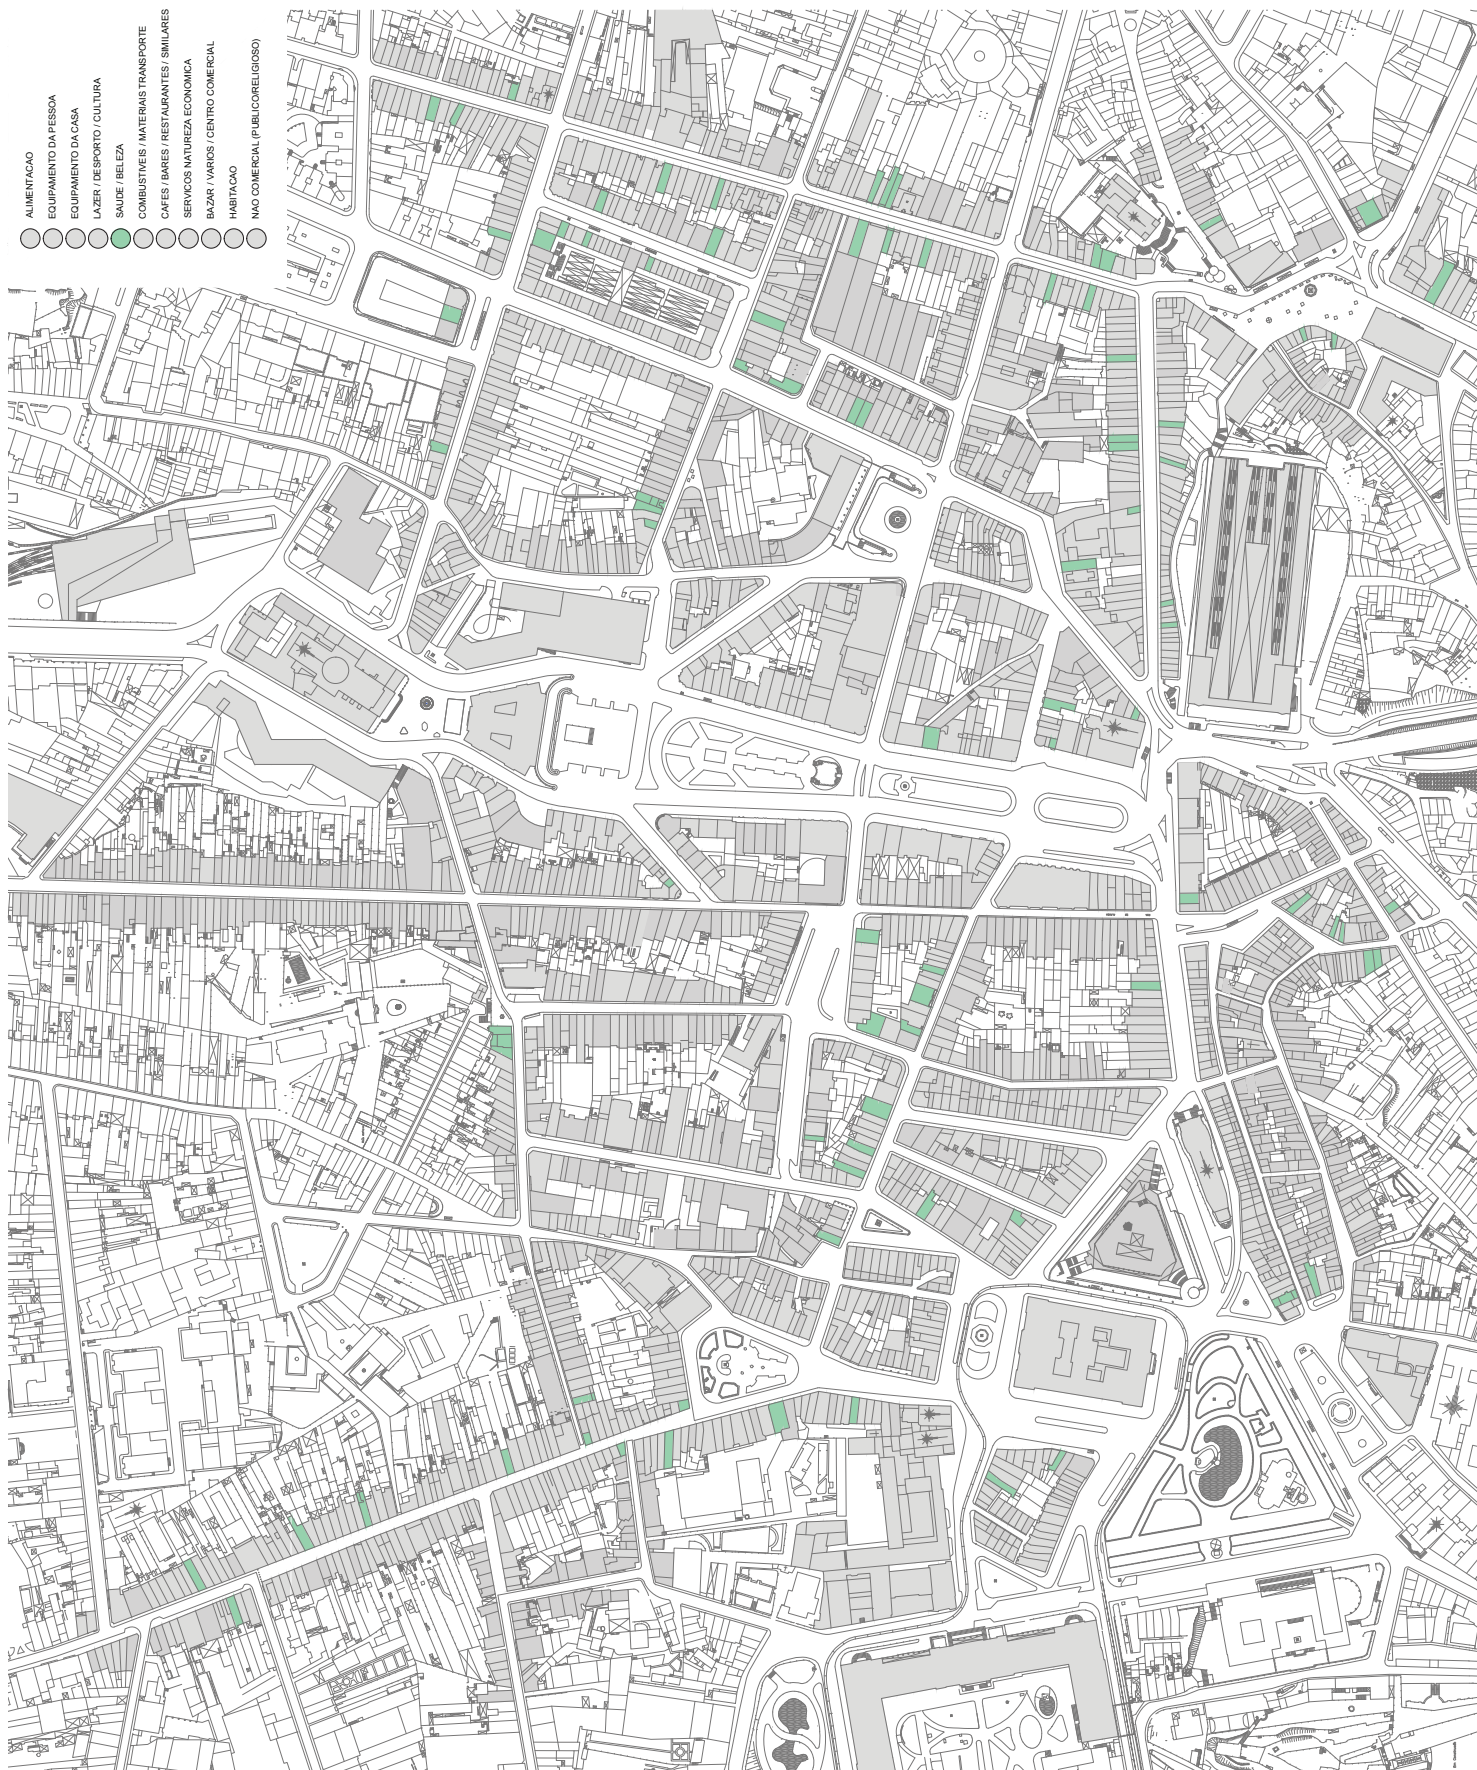 ALIMENTACAO
EQUIPAMENTO DA PESSOA
EQUIPAMENTO DA CASA
LAZER / DESPORTO / CULTURA
SAUDE / BELEZA
COMBUSTIVEIS / MATERIAIS TRANSPORTE
CAFES / BARES / RESTAURANTES / SIMILARES
SERVICOS NATUREZA ECONOMICA
BAZAR / VARIOS / CENTRO COMERCIAL
HABITACAO
NAO COMERCIAL (PUBLICO/RELIGIOSO)